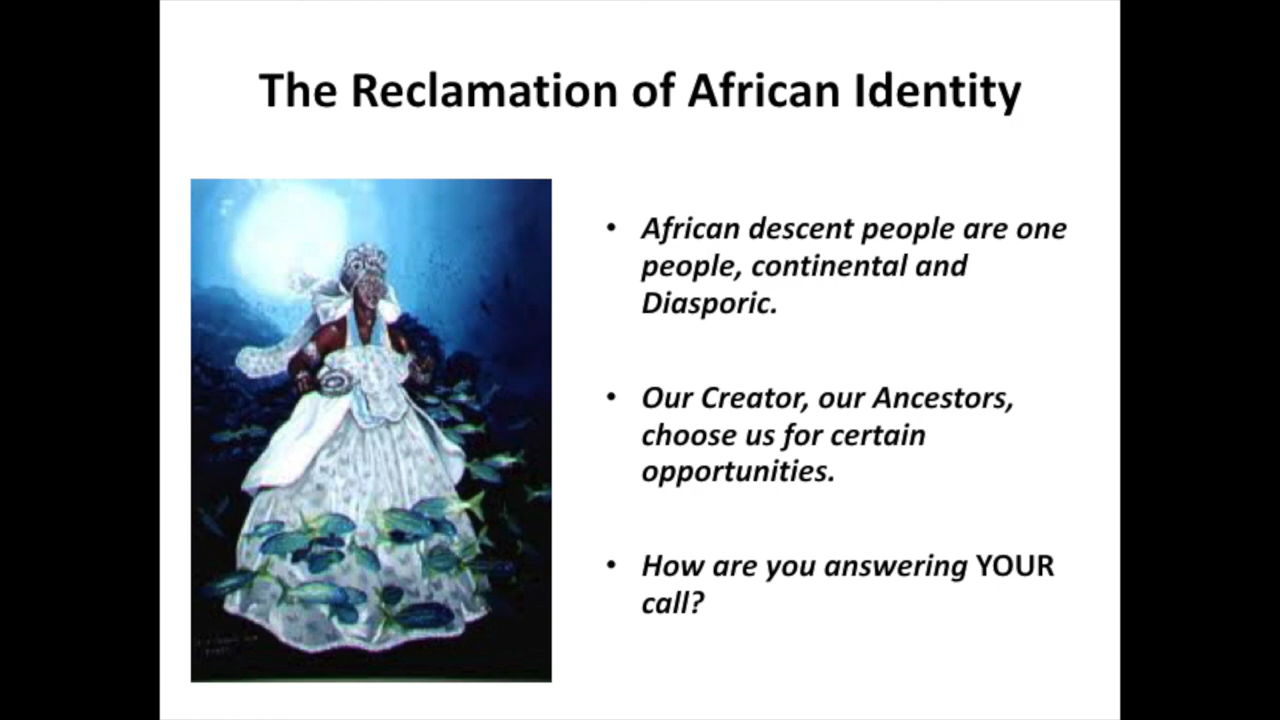 The Reclamation of African Identity
• African descent people are one
people, continental and
Diasporic.
• Our Creator, our Ancestors,
choose us for certain
opportunities.
• How are you answering YOUR
call?